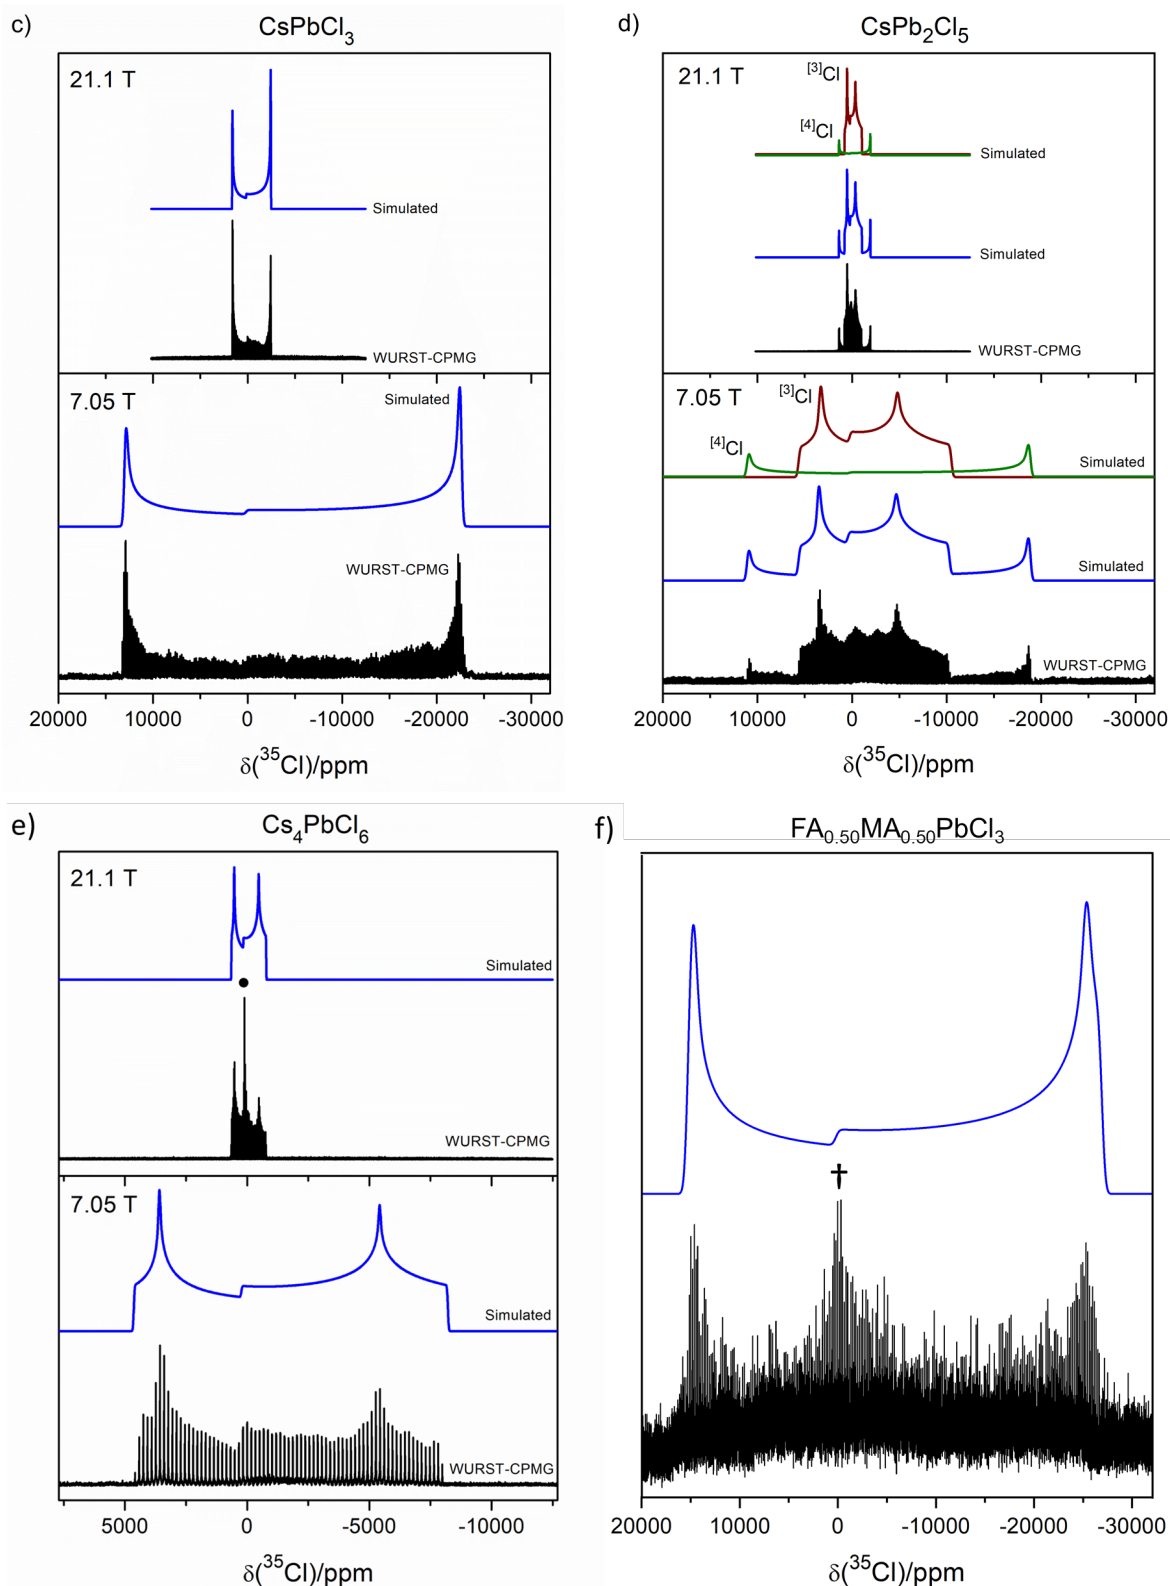 c)
CsPbCl3
21.1 T
Simulated
WURST-CPMG
7.05 T
Simulated
WURST-CPMG
20000 10000 0 -10000 -20000 -30000
δ(35Cl)/ppm
d)
CsPb2Cl5
21.1 T
[3]Cl
[4]Cl
Simulated
Simulated
WURST-CPMG
7.05 T
[3]Cl
[4]Cl
Simulated
Simulated
WURST-CPMG
20000 10000 0 -10000 -20000 -30000
δ(35Cl)/ppm
e)
Cs4PbCl6
21.1 T
Simulated
•
WURST-CPMG
7.05 T
Simulated
WURST-CPMG
5000 0 -5000 -10000
δ(35Cl)/ppm
f)
FA0.50MA0.50PbCl3
†
20000 10000 0 -10000 -20000 -30000
δ(35Cl)/ppm